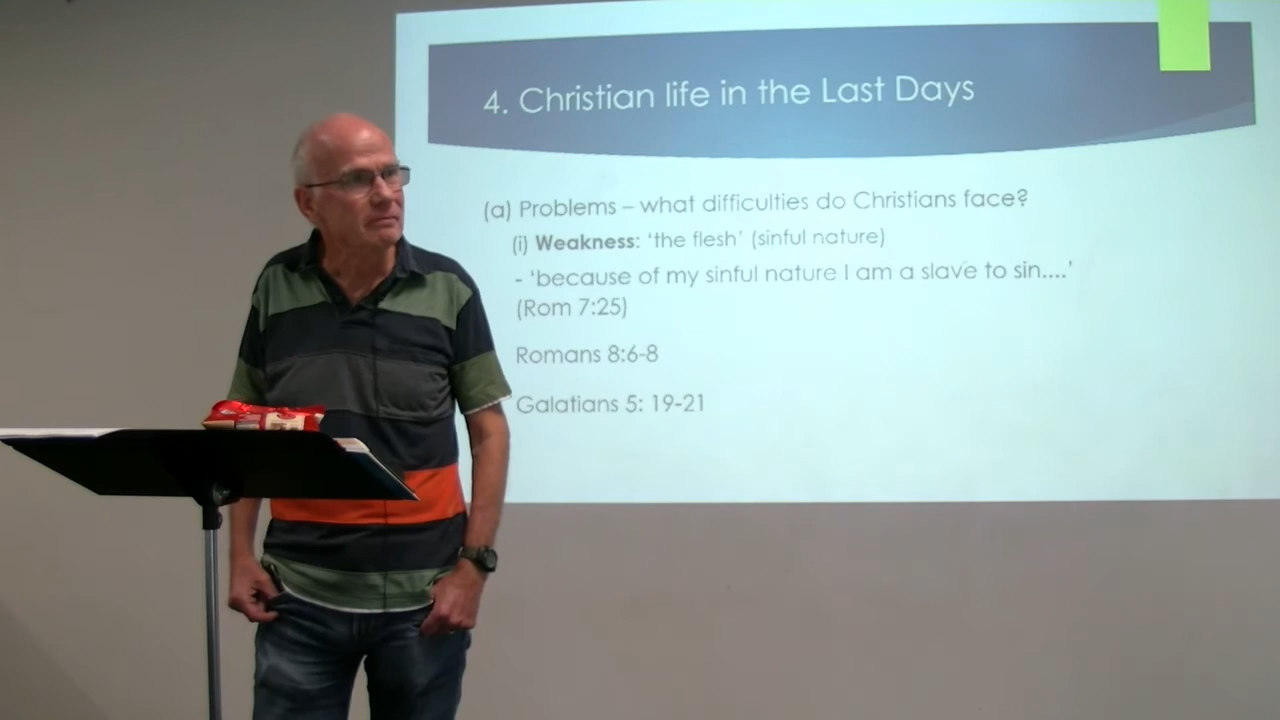 4. Christian life in the Last Days
(a) Problems – what difficulties do Christians face?
(i) Weakness: ‘the flesh’ (sinful nature)
- ‘because of my sinful nature I am a slave to sin....’
(Rom 7:25)
Romans 8:6-8
Galatians 5: 19-21